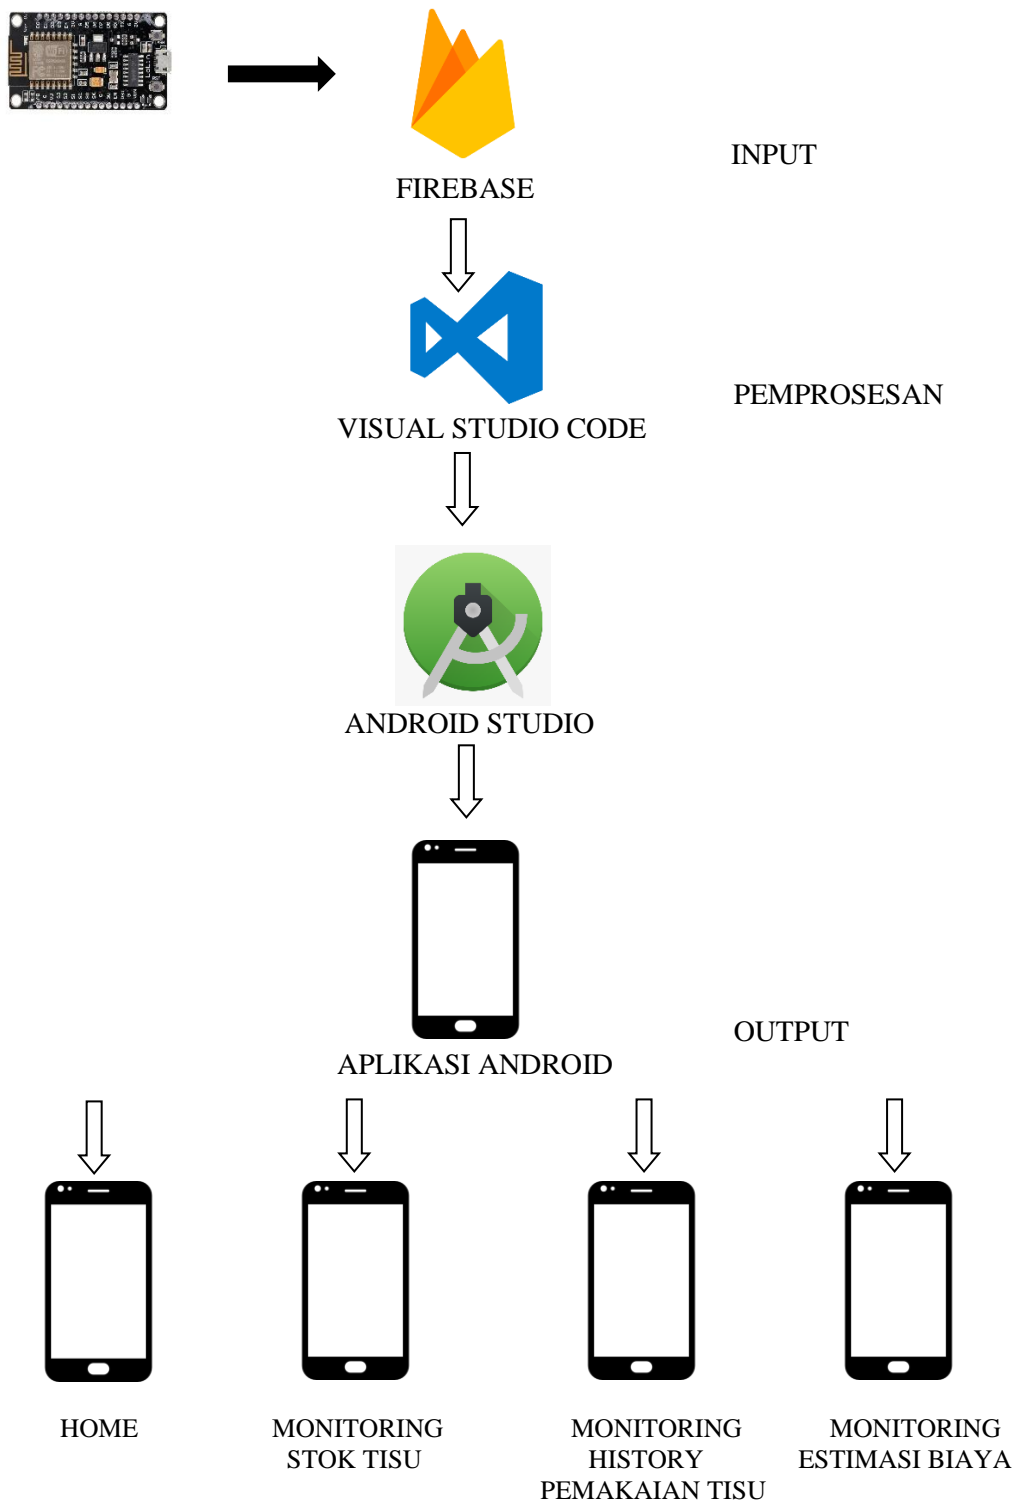 INPUT
FIREBASE
PEMPROSESAN
VISUAL STUDIO CODE
ANDROID STUDIO
OUTPUT
APLIKASI ANDROID
HOME
MONITORING
STOK TISU
MONITORING
HISTORY
PEMAKAIAN TISU
MONITORING
ESTIMASI BIAYA